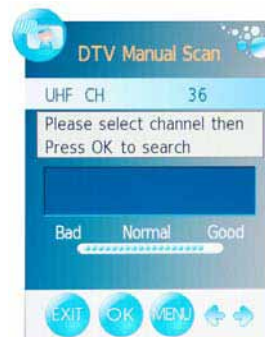 DTV Manual Scan
UHF CH 36
Please select channel then
Press OK to search
Bad Normal Good
EXIT OK MENU